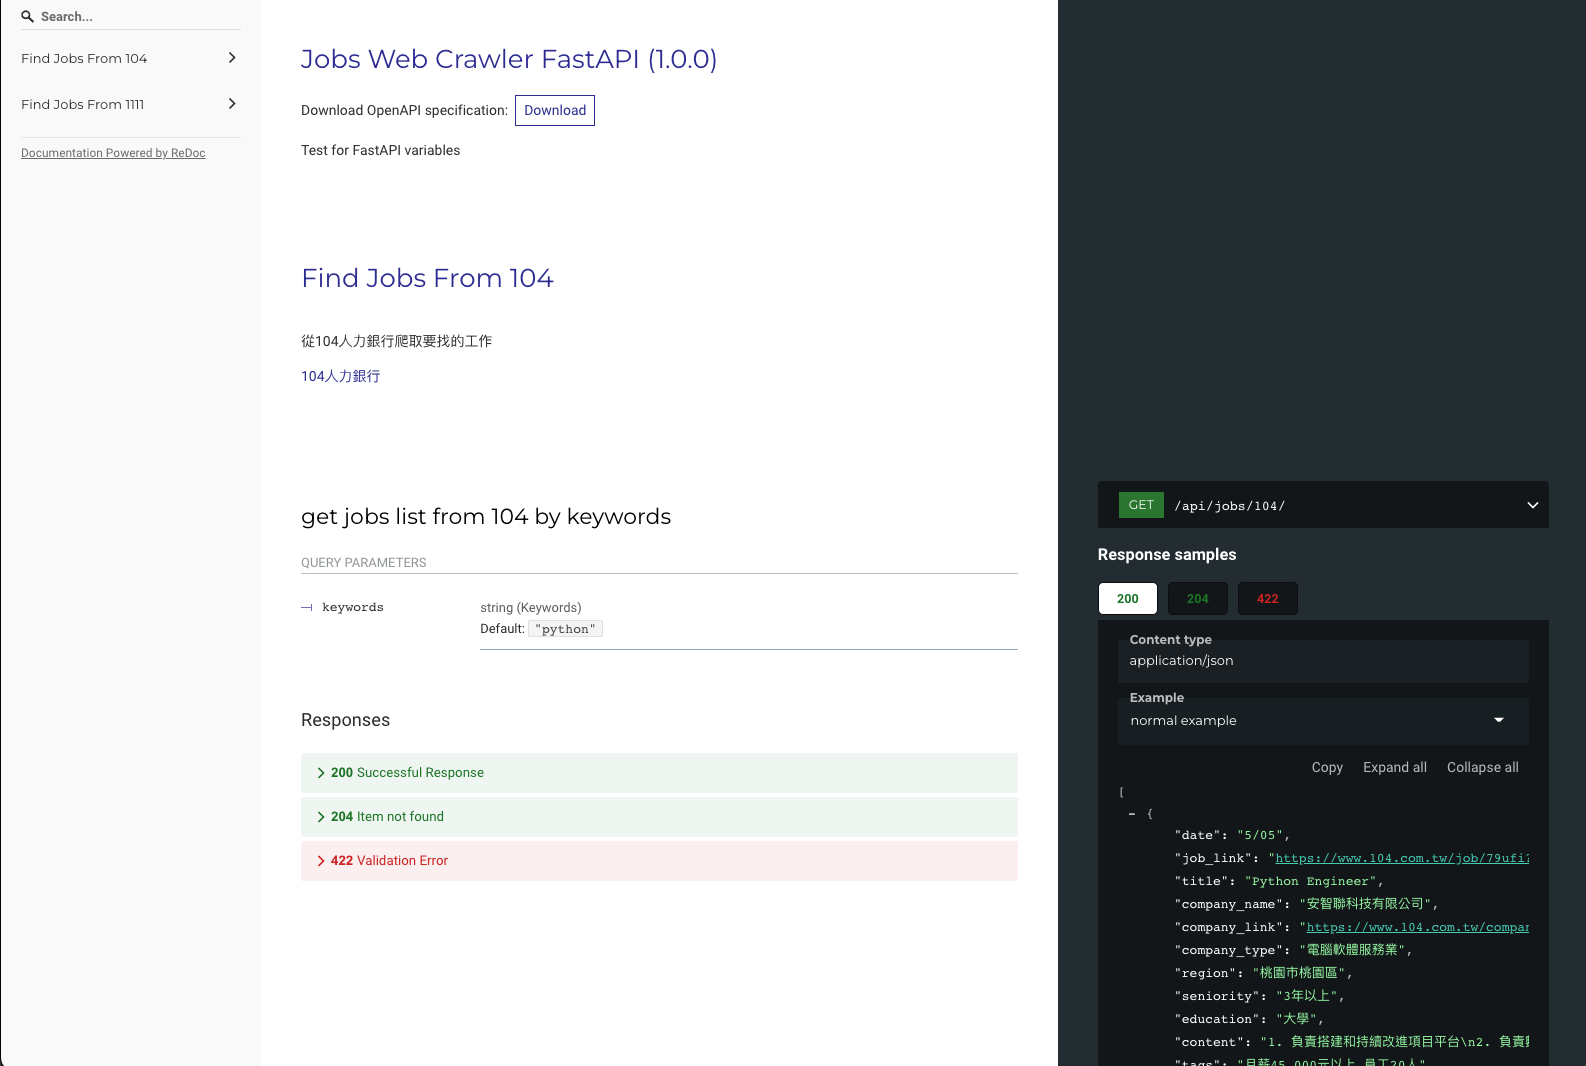 Search...
Find Jobs From 104
Find Jobs From 1111
Documentation Powered by ReDoc
Jobs Web Crawler FastAPI (1.0.0)
Download OpenAPI specification: Download
Test for FastAPI variables
Find Jobs From 104
從104人力銀行爬取要找的工作
104人力銀行
get jobs list from 104 by keywords
QUERY PARAMETERS
keywords
string (Keywords)
Default: "python"
Responses
200 Successful Response
204 Item not found
422 Validation Error
GET /api/jobs/104/
Response samples
200 204 422
Content type
application/json
Example
normal example
Copy Expand all Collapse all
[
- {
"date": "5/05",
"job_link": "https://www.104.com.tw/job/79ufi?
"title": "Python Engineer",
"company_name": "安智聯科技有限公司",
"company_link": "https://www.104.com.tw/compan
"company_type": "電腦軟體服務業",
"region": "桃園市桃園區",
"seniority": "3年以上",
"education": "大學",
"content": "1. 負責搭建和持續改進項目平台\n2. 負責
"tags": "月薪45,000元以上 員工20人"